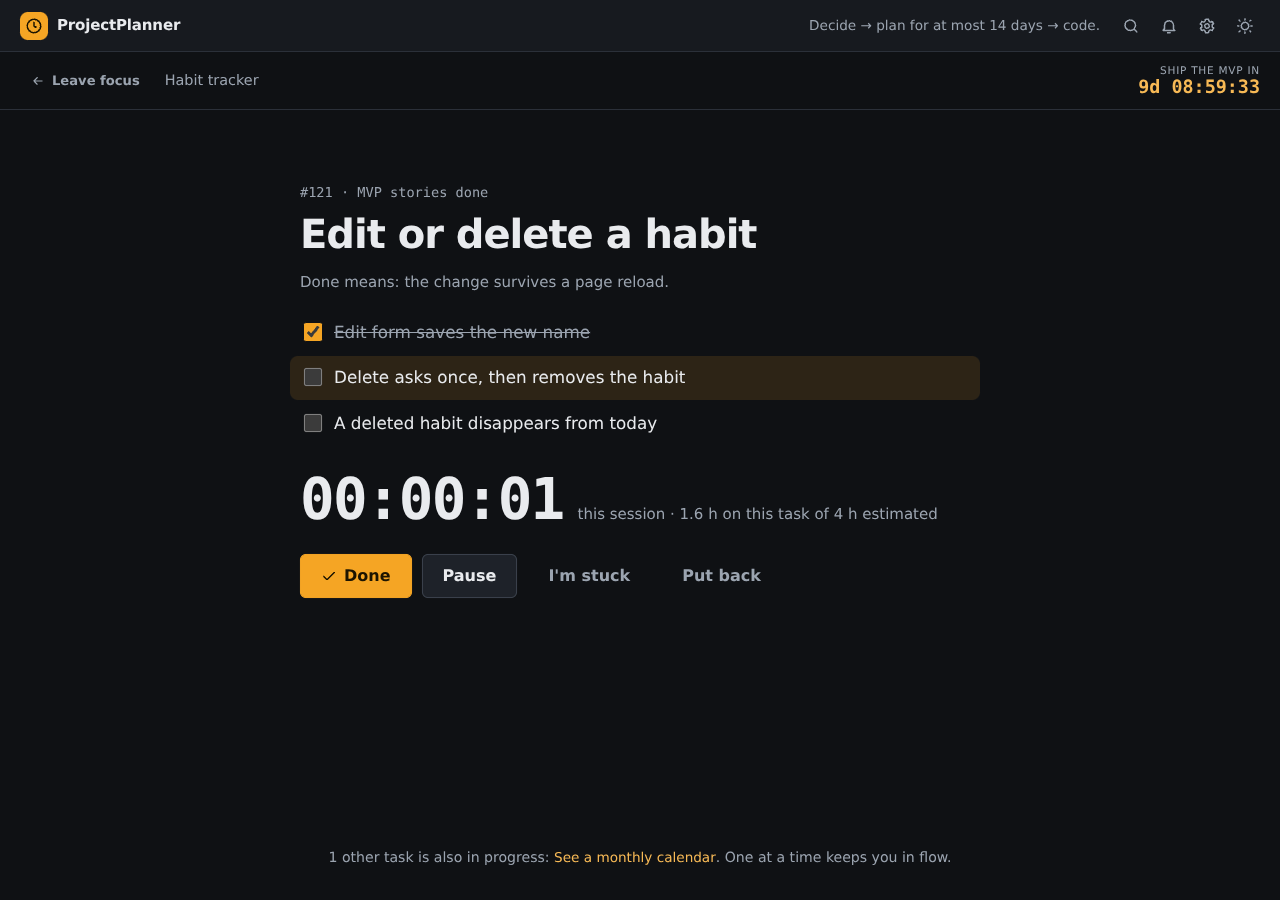 ProjectPlanner
Decide → plan for at most 14 days → code.
← Leave focus
Habit tracker
SHIP THE MVP IN
9d 08:59:33
#121 · MVP stories done
Edit or delete a habit
Done means: the change survives a page reload.
Edit form saves the new name
Delete asks once, then removes the habit
A deleted habit disappears from today
00:00:01 this session · 1.6 h on this task of 4 h estimated
Done
Pause
I'm stuck
Put back
1 other task is also in progress: See a monthly calendar. One at a time keeps you in flow.